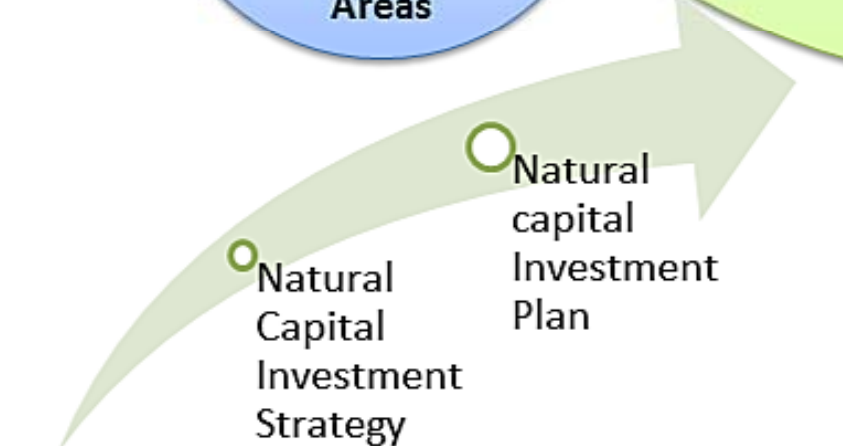 Areas
Natural
capital
Investment
Plan
Natural
Capital
Investment
Strategy